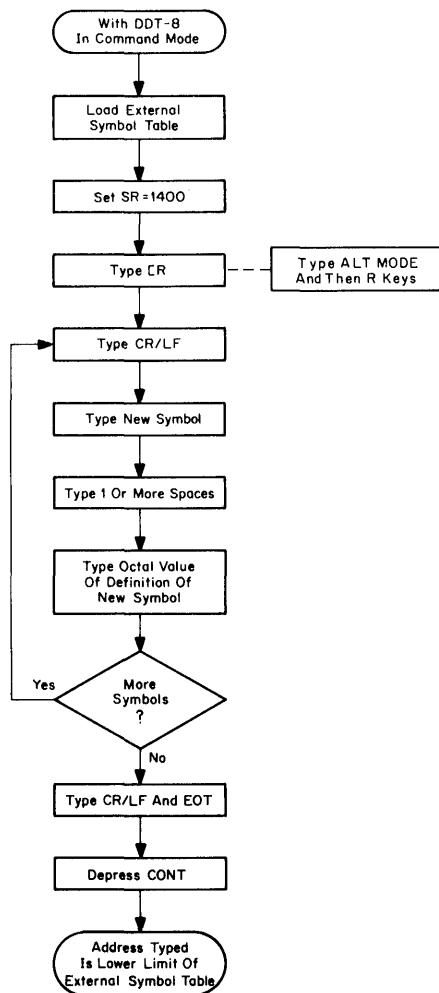 With DDT-8
In Command Mode
Load External
Symbol Table
Set SR=1400
Type [R
Type ALT MODE
And Then R Keys
Type CR/LF
Type New Symbol
Type 1 Or More Spaces
Type Octal Value
Of Definition Of
New Symbol
More
Symbols
?
Yes
No
Type CR/LF And EOT
Depress CONT
Address Typed
Is Lower Limit Of
External Symbol Table